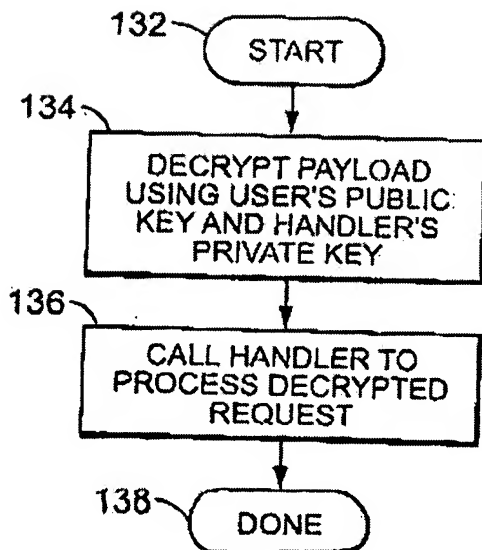 132
START
134
DECRYPT PAYLOAD
USING USER'S PUBLIC
KEY AND HANDLER'S
PRIVATE KEY
136
CALL HANDLER TO
PROCESS DECRYPTED
REQUEST
138
DONE